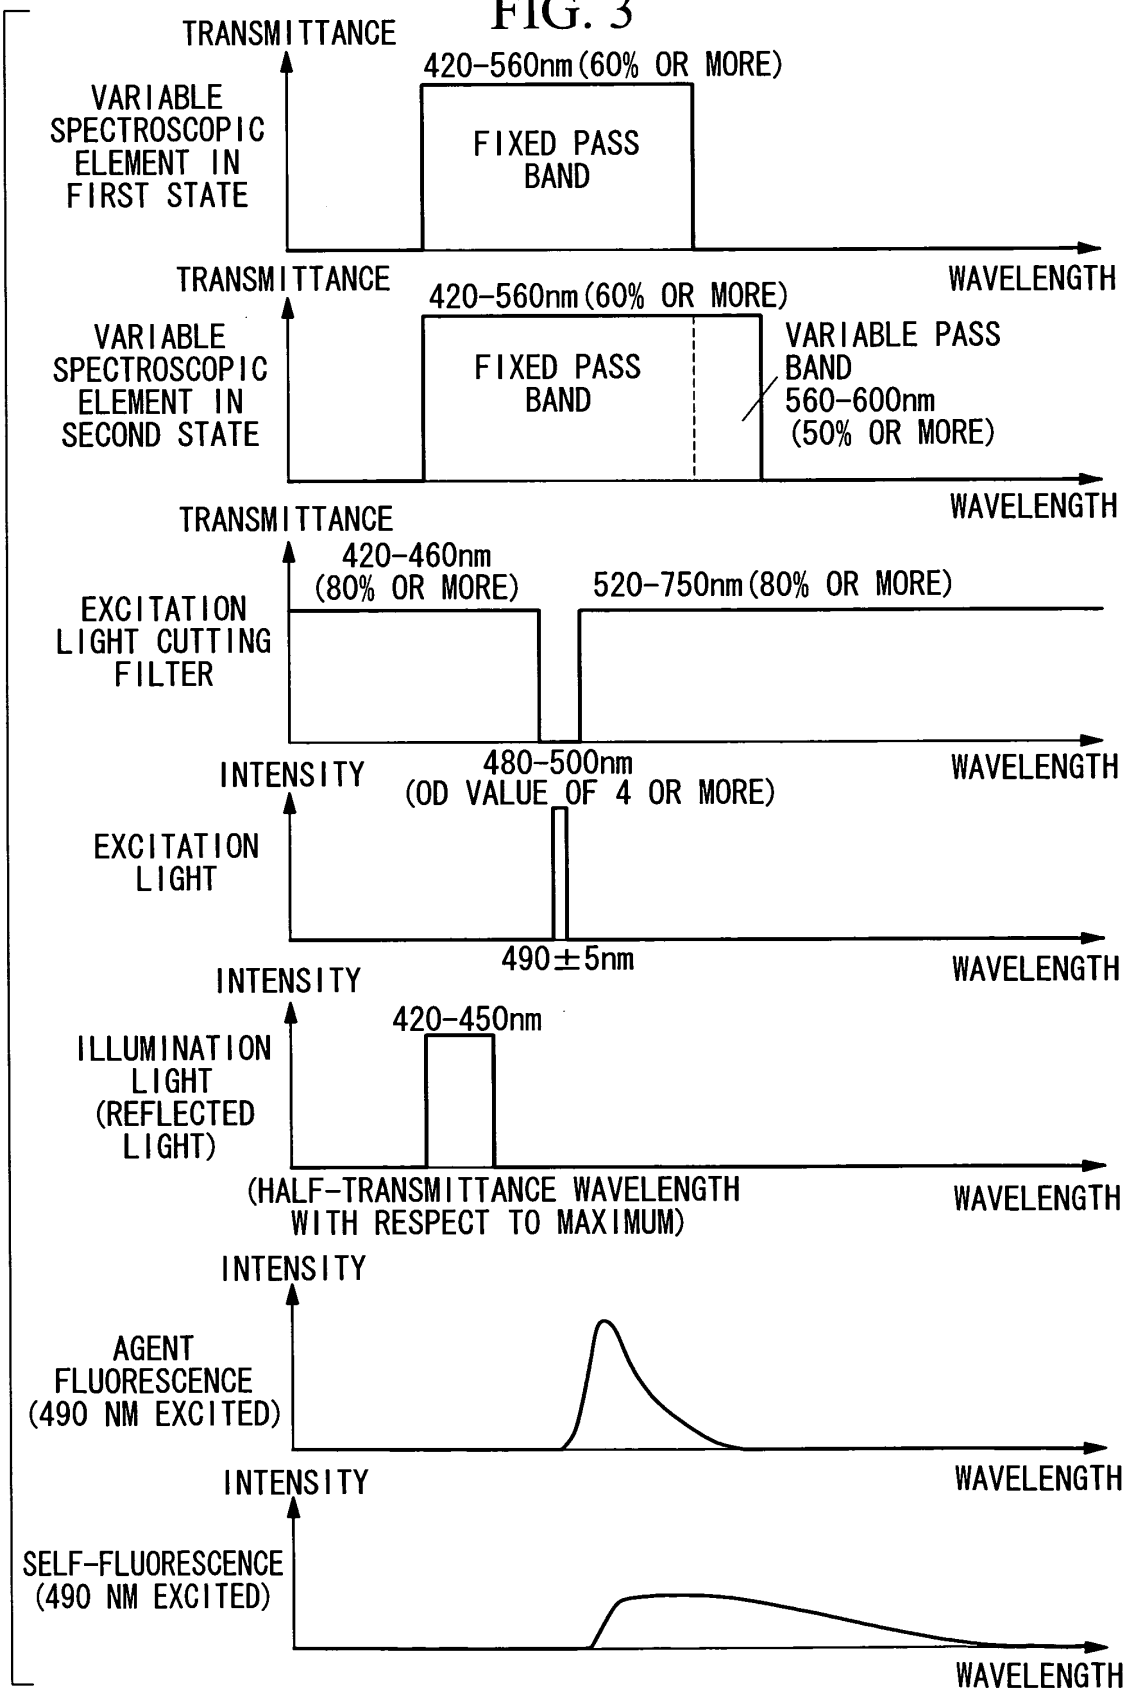 FIG. 3
TRANSMITTANCE
420-560nm (60% OR MORE)
VARIABLE
SPECTROSCOPIC
ELEMENT IN
FIRST STATE
FIXED PASS
BAND
WAVELENGTH
TRANSMITTANCE
420-560nm (60% OR MORE)
VARIABLE
SPECTROSCOPIC
ELEMENT IN
SECOND STATE
FIXED PASS
BAND
VARIABLE PASS
BAND
560-600nm
(50% OR MORE)
WAVELENGTH
TRANSMITTANCE
420-460nm
(80% OR MORE)
520-750nm (80% OR MORE)
EXCITATION
LIGHT CUTTING
FILTER
480-500nm
(OD VALUE OF 4 OR MORE)
WAVELENGTH
INTENSITY
EXCITATION
LIGHT
490±5nm
WAVELENGTH
INTENSITY
420-450nm
ILLUMINATION
LIGHT
(REFLECTED
LIGHT)
(HALF-TRANSMITTANCE WAVELENGTH
WITH RESPECT TO MAXIMUM)
WAVELENGTH
INTENSITY
AGENT
FLUORESCENCE
(490 NM EXCITED)
WAVELENGTH
INTENSITY
SELF-FLUORESCENCE
(490 NM EXCITED)
WAVELENGTH